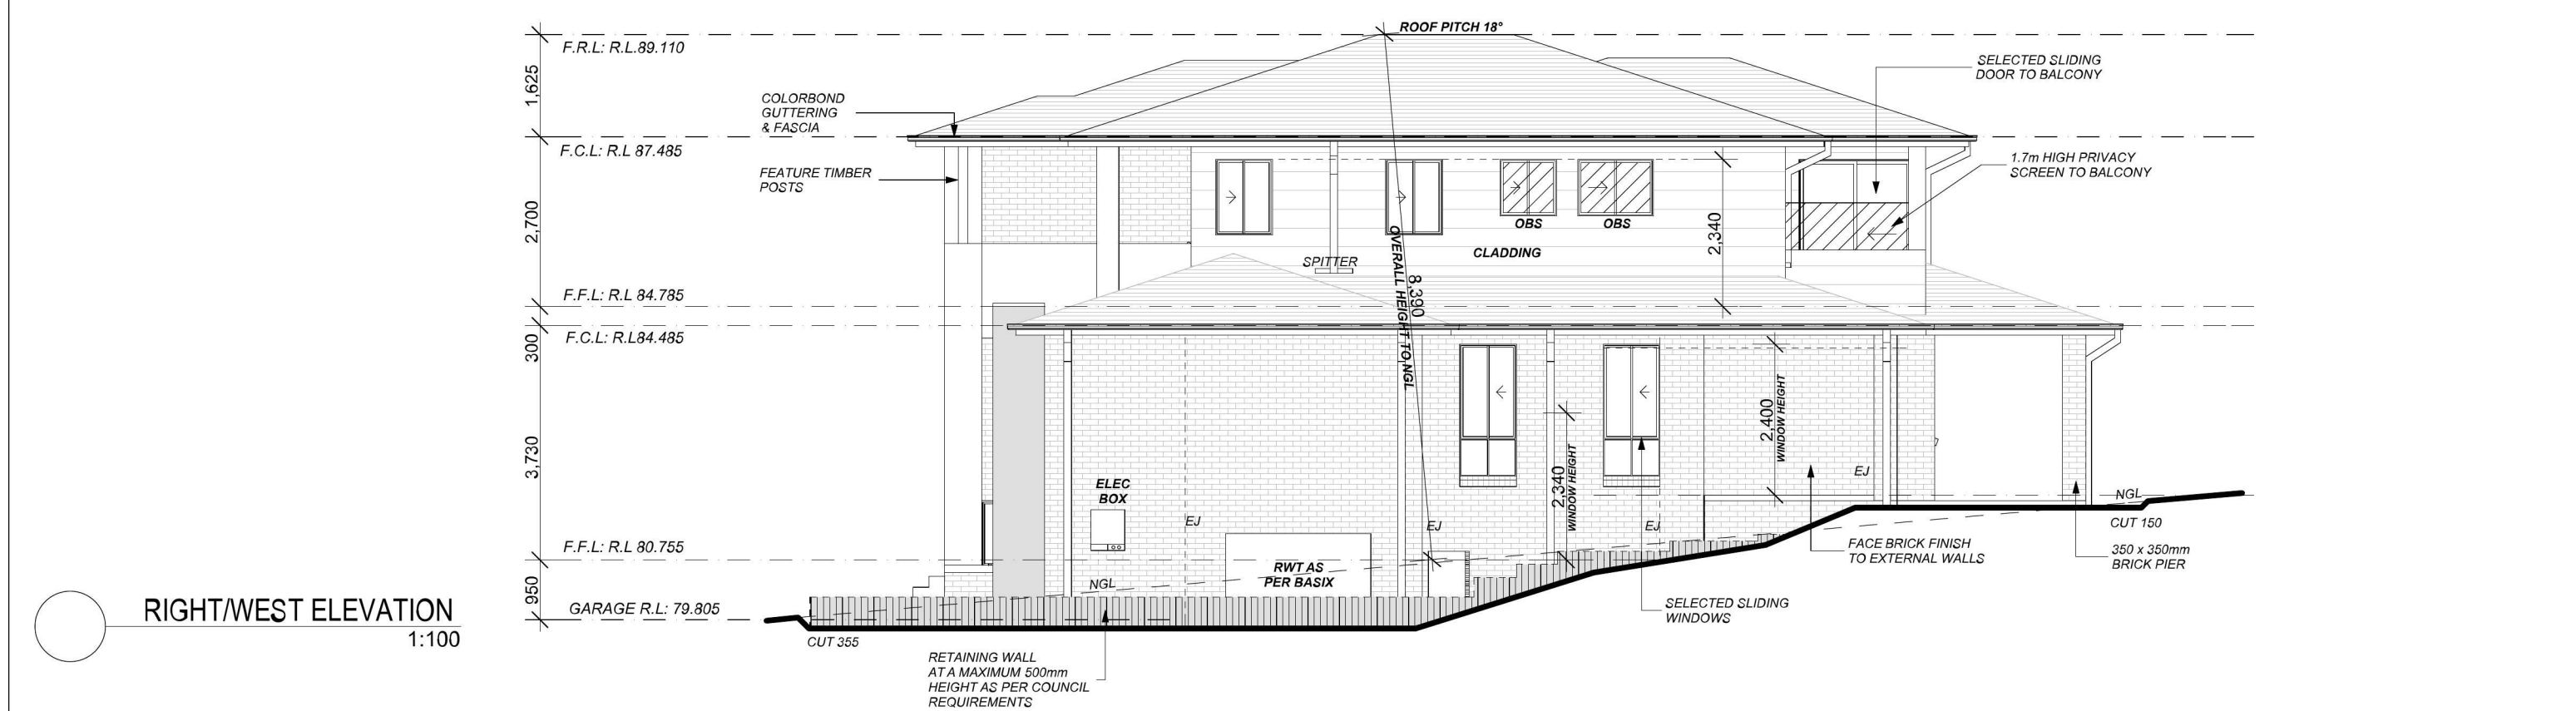 ROOF PITCH 18°
F.R.L: R.L.89.110
1,625
COLORBOND
GUTTERING
& FASCIA
SELECTED SLIDING
DOOR TO BALCONY
F.C.L: R.L 87.485
FEATURE TIMBER
POSTS
1.7m HIGH PRIVACY
SCREEN TO BALCONY
2,700
OBS
OBS
2,340
CLADDING
SPITTER
OVERALL HEIGHT TO NGL
8,390
F.F.L: R.L 84.785
300
F.C.L: R.L84.485
3,730
2,400
WINDOW HEIGHT
2,340
WINDOW HEIGHT
EJ
ELEC
BOX
EJ
EJ
EJ
NGL
CUT 150
FACE BRICK FINISH
TO EXTERNAL WALLS
350 x 350mm
BRICK PIER
F.F.L: R.L 80.755
950
NGL
RWT AS
PER BASIX
GARAGE R.L: 79.805
SELECTED SLIDING
WINDOWS
CUT 355
RETAINING WALL
AT A MAXIMUM 500mm
HEIGHT AS PER COUNCIL
REQUIREMENTS
RIGHT/WEST ELEVATION
1:100